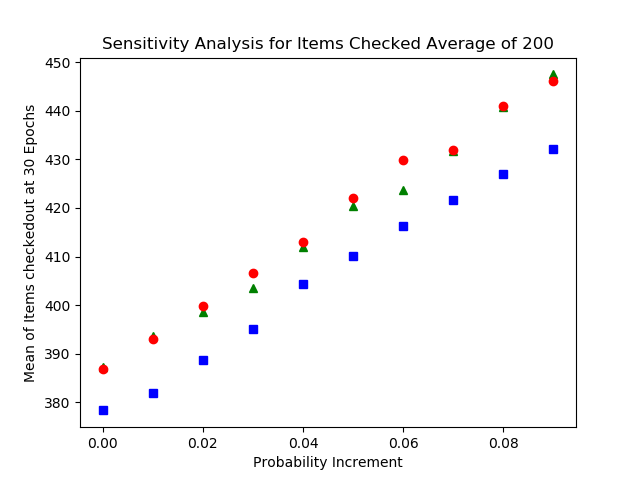 Sensitivity Analysis for Items Checked Average of 200
450
440
430
420
410
400
390
380
Mean of Items checkedout at 30 Epochs
0.00 0.02 0.04 0.06 0.08
Probability Increment